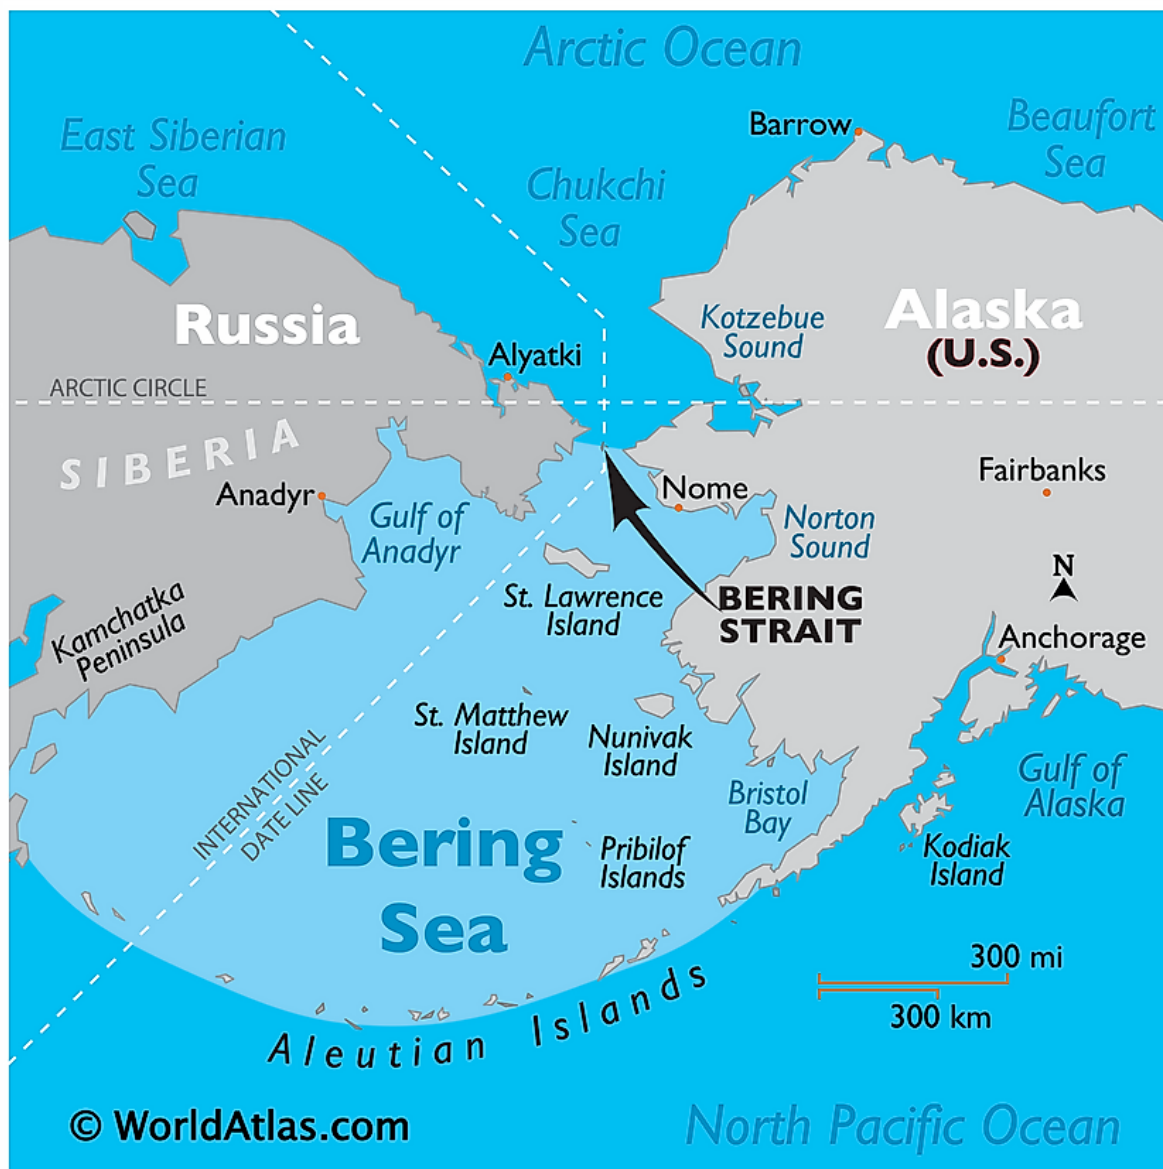 Arctic Ocean
Barrow
Beaufort
Sea
East Siberian
Sea
Chukchi
Sea
Russia
Kotzebue
Sound
Alaska
(U.S.)
Alyatki
ARCTIC CIRCLE
SIBERIA
Fairbanks
Anadyr
Nome
Gulf of
Anadyr
Norton
Sound
N
St. Lawrence
Island
BERING
STRAIT
Kamchatka
Peninsula
Anchorage
St. Matthew
Island
Nunivak
Island
INTERNATIONAL
DATE LINE
Bristol
Bay
Gulf of
Alaska
Bering
Sea
Pribilof
Islands
Kodiak
Island
Aleutian Islands
300 mi
300 km
© WorldAtlas.com
North Pacific Ocean